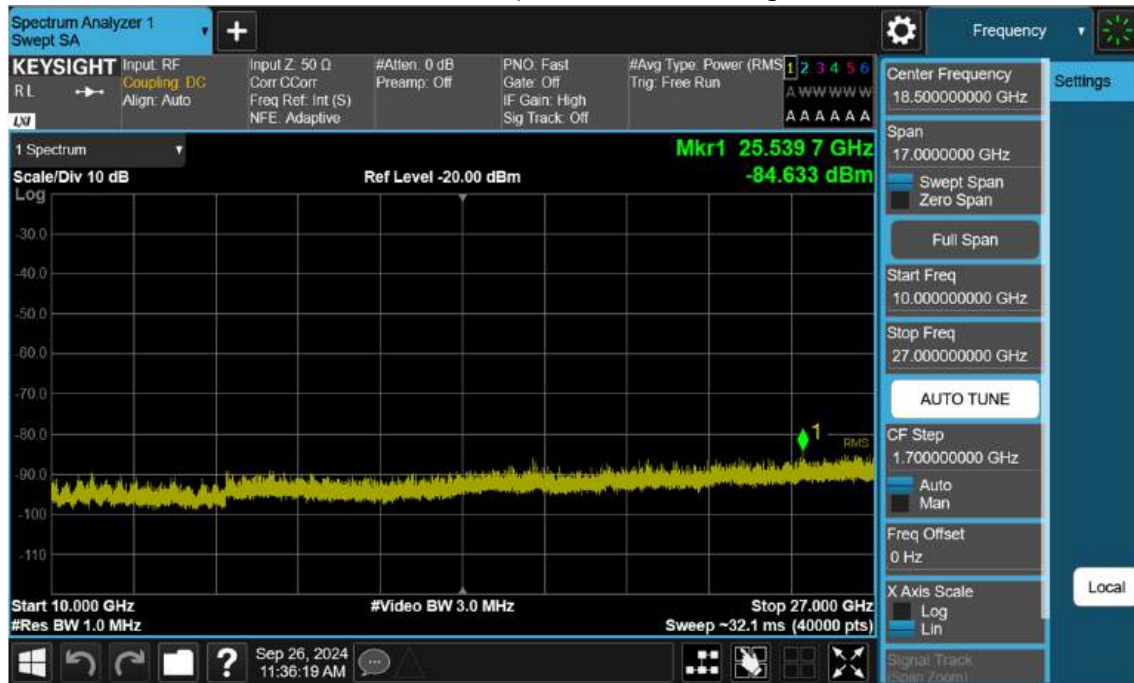 Spectrum Analyzer 1
Swept SA
Frequency
KEYSIGHT
RL
LXI
Input: RF
Coupling: DC
Align: Auto
Input Z: 50 Ω
Corr CCorr
Freq Ref: Int (S)
NFE: Adaptive
#Atten: 0 dB
Preamp: Off
PNO: Fast
Gate: Off
IF Gain: High
Sig Track: Off
#Avg Type: Power (RMS
Trig: Free Run
1 2 3 4 5 6
A W W W W W
A A A A A A
1 Spectrum
Scale/Div 10 dB
Log
Ref Level -20.00 dBm
Mkr1 25.539 7 GHz
-84.633 dBm
-30.0
-40.0
-50.0
-60.0
-70.0
-80.0
-90.0
-100
-110
1
RMS
Start 10.000 GHz
#Res BW 1.0 MHz
#Video BW 3.0 MHz
Stop 27.000 GHz
Sweep ~32.1 ms (40000 pts)
Center Frequency
18.500000000 GHz
Settings
Span
17.0000000 GHz
Swept Span
Zero Span
Full Span
Start Freq
10.000000000 GHz
Stop Freq
27.000000000 GHz
AUTO TUNE
CF Step
1.700000000 GHz
Auto
Man
Freq Offset
0 Hz
X Axis Scale
Log
Lin
Local
Signal Track
(Span Zoom)
?
Sep 26, 2024
11:36:19 AM